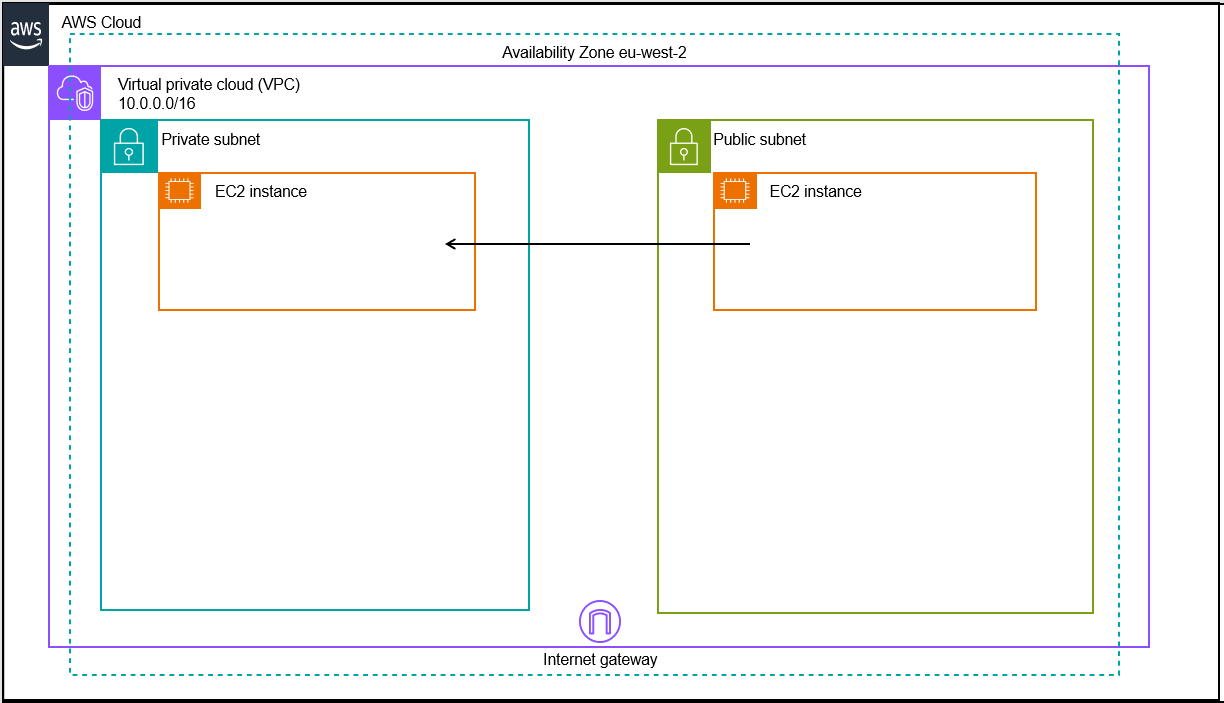 aws
AWS Cloud
Availability Zone eu-west-2
Virtual private cloud (VPC)
10.0.0.0/16
Private subnet
Public subnet
EC2 instance
EC2 instance
Internet gateway